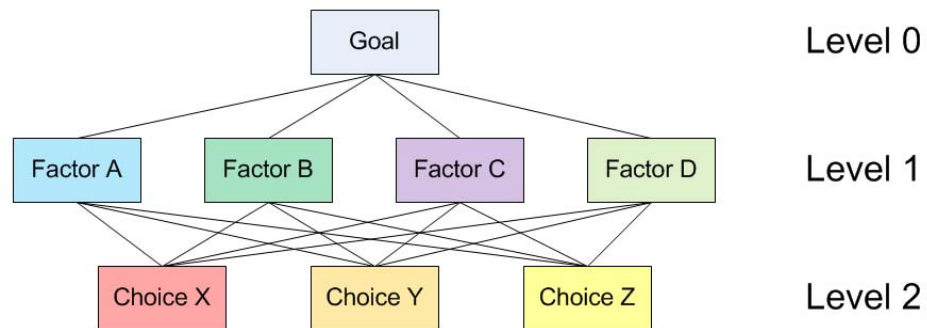 Goal
Level 0
Factor A
Factor B
Factor C
Factor D
Level 1
Choice X
Choice Y
Choice Z
Level 2